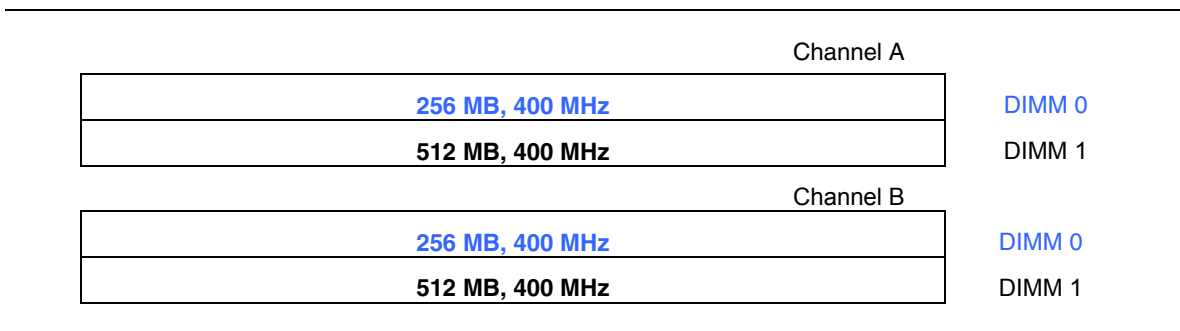 Channel A
256 MB, 400 MHz DIMM 0
512 MB, 400 MHz DIMM 1
Channel B
256 MB, 400 MHz DIMM 0
512 MB, 400 MHz DIMM 1